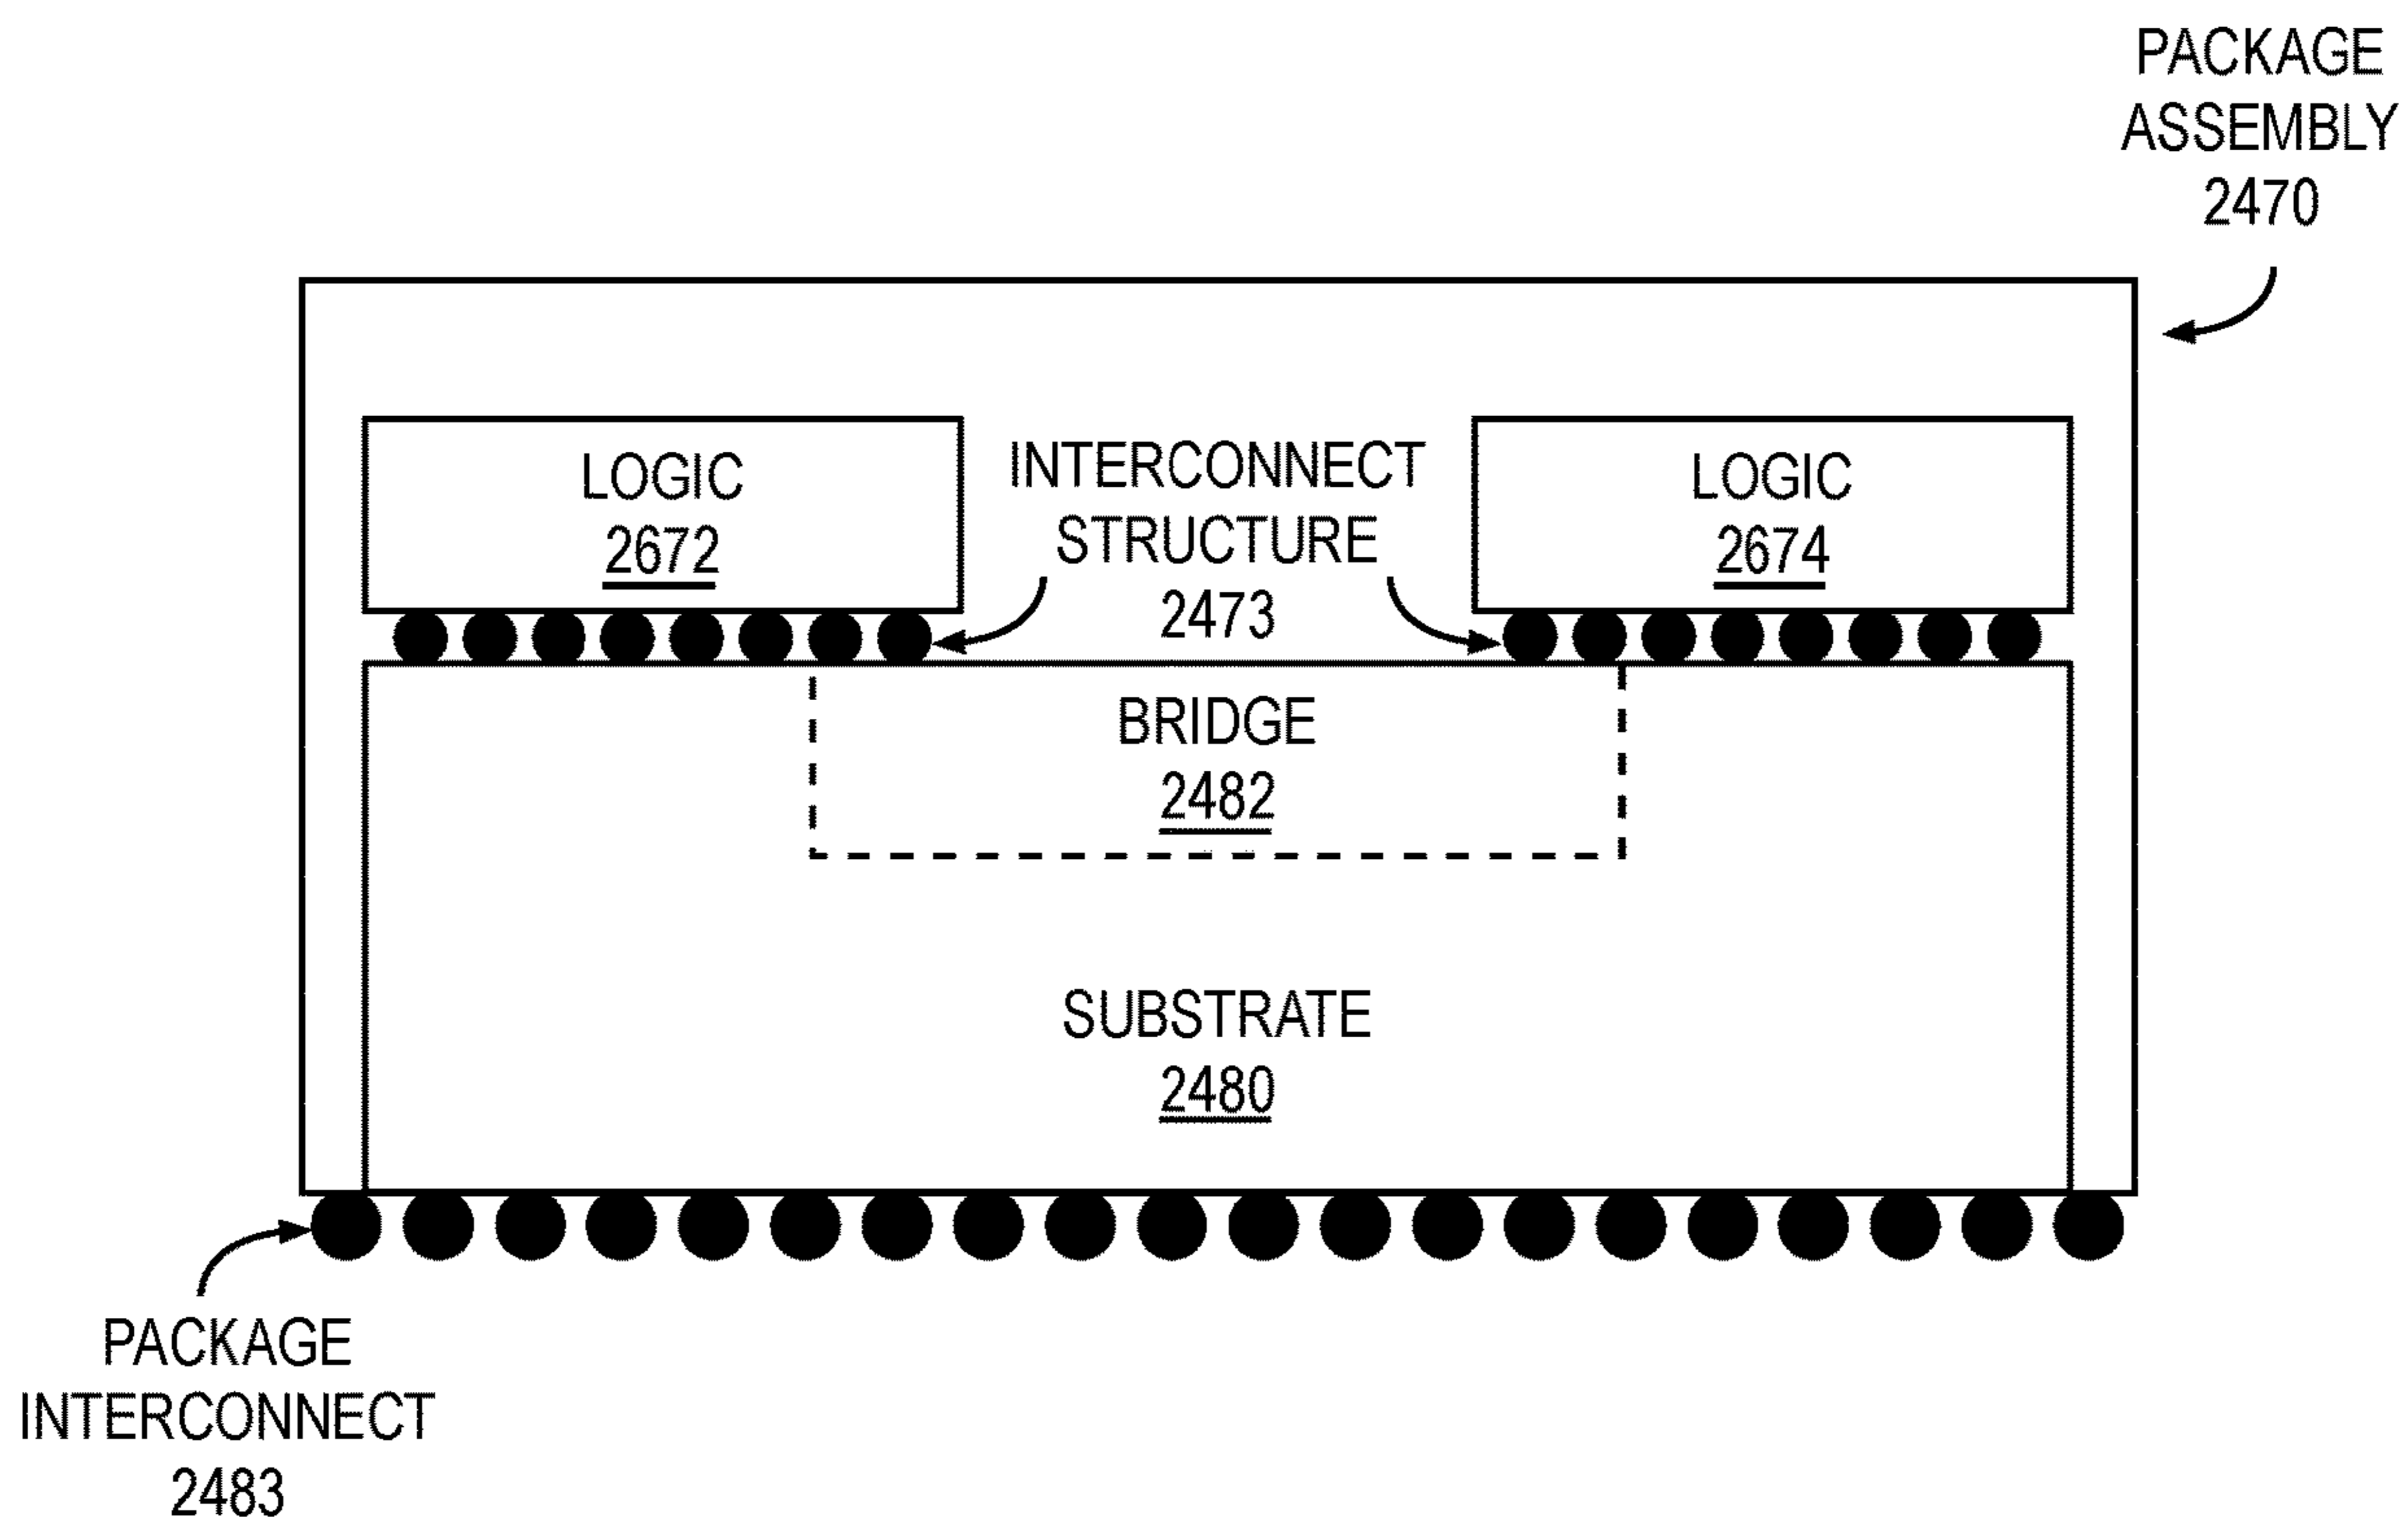 PACKAGE
ASSEMBLY
2470
LOGIC
2672
INTERCONNECT
STRUCTURE
2473
LOGIC
2674
BRIDGE
2482
SUBSTRATE
2480
PACKAGE
INTERCONNECT
2483